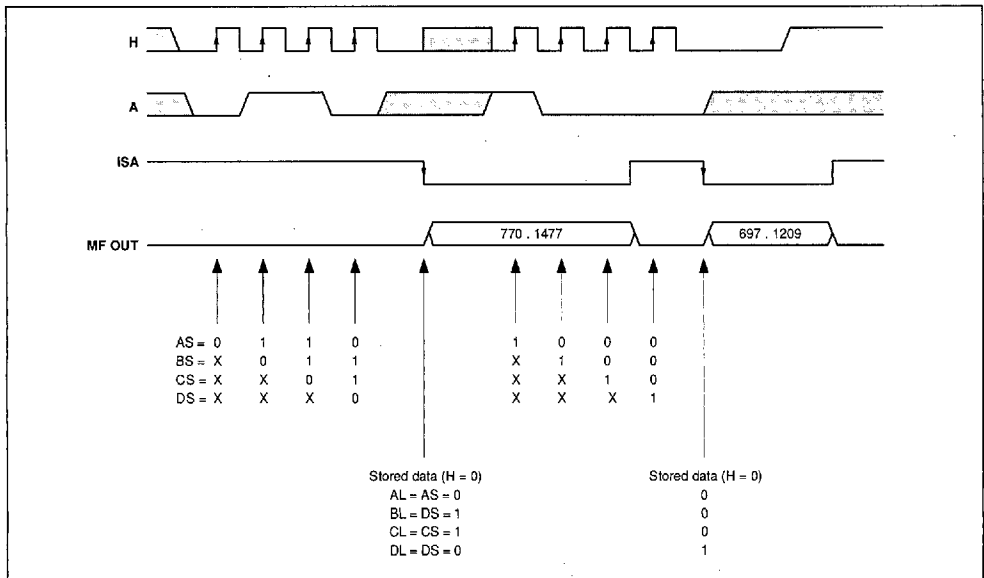 H
A
ISA
MF OUT
770 . 1477
697 . 1209
AS = 0 1 1 0 1 0 0 0
BS = X 0 1 1 X 1 0 0
CS = X X 0 1 X X 1 0
DS = X X X 0 X X X 1
Stored data (H = 0) Stored data (H = 0)
AL = AS = 0 0
BL = DS = 1 0
CL = CS = 1 0
DL = DS = 0 1